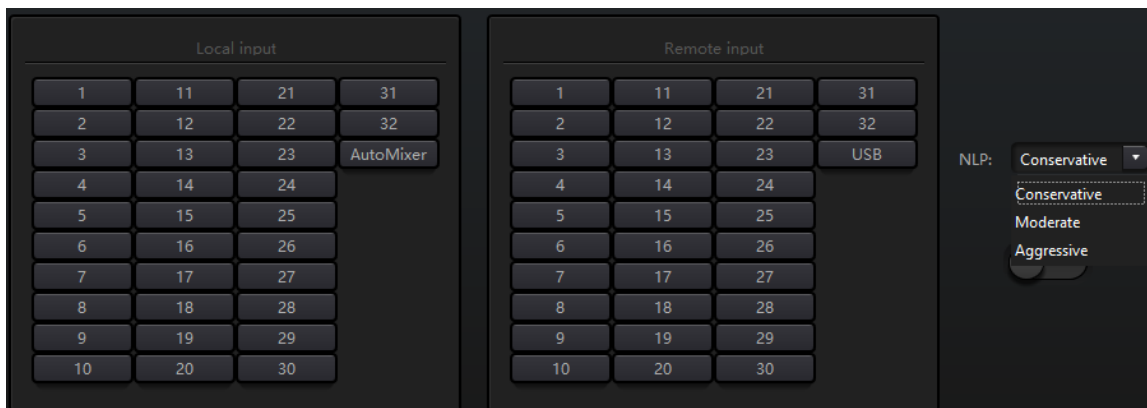 Local input
Remote input
1 11 21 31
2 12 22 32
3 13 23 AutoMixer
4 14 24
5 15 25
6 16 26
7 17 27
8 18 28
9 19 29
10 20 30
1 11 21 31
2 12 22 32
3 13 23 USB
4 14 24
5 15 25
6 16 26
7 17 27
8 18 28
9 19 29
10 20 30
NLP: Conservative
Conservative
Moderate
Aggressive